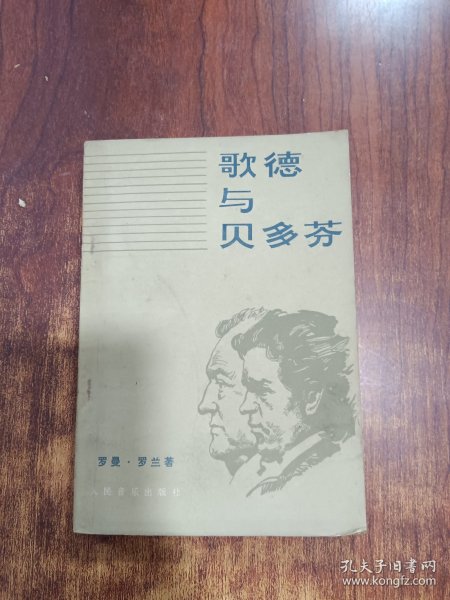 歌德
与
贝多芬
罗曼·罗兰著
人民音乐出版社
孔夫子旧书网
www.kongfz.com